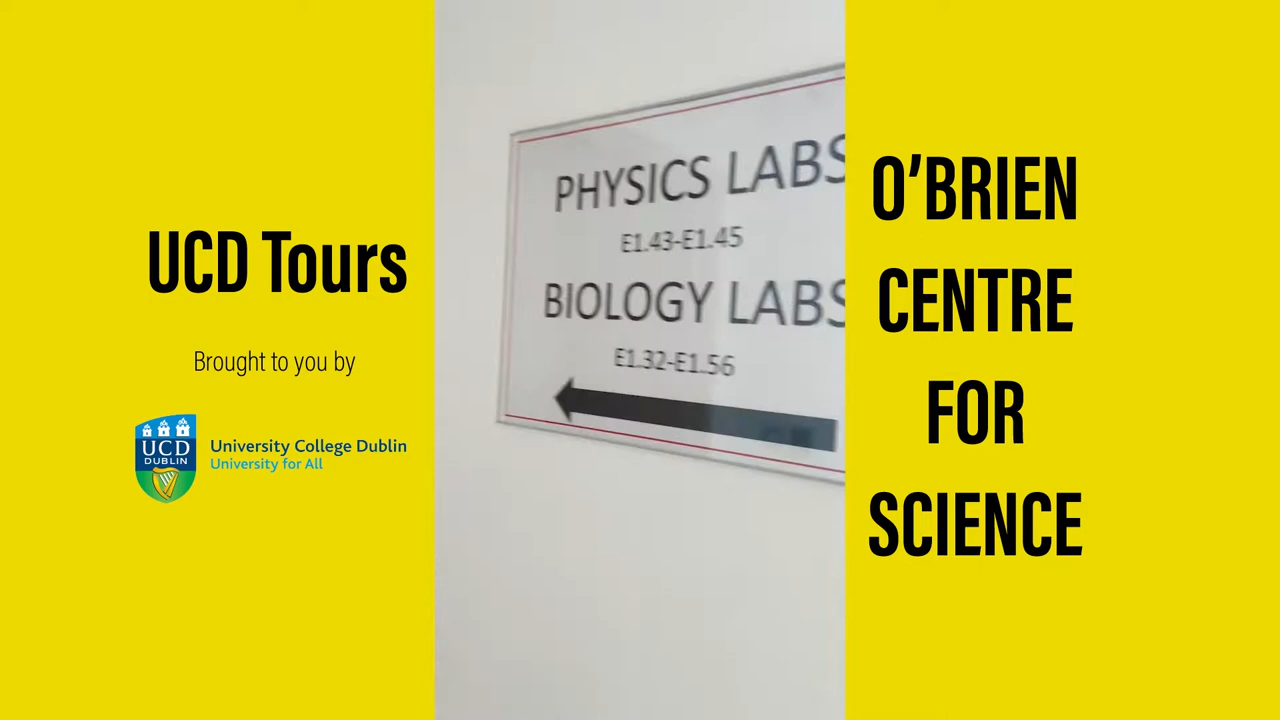 UCD Tours
Brought to you by
UCD
DUBLIN
University College Dublin
University for All
PHYSICS LABS
E1.43-E1.45
BIOLOGY LABS
E1.32-E1.56
O'BRIEN
CENTRE
FOR
SCIENCE